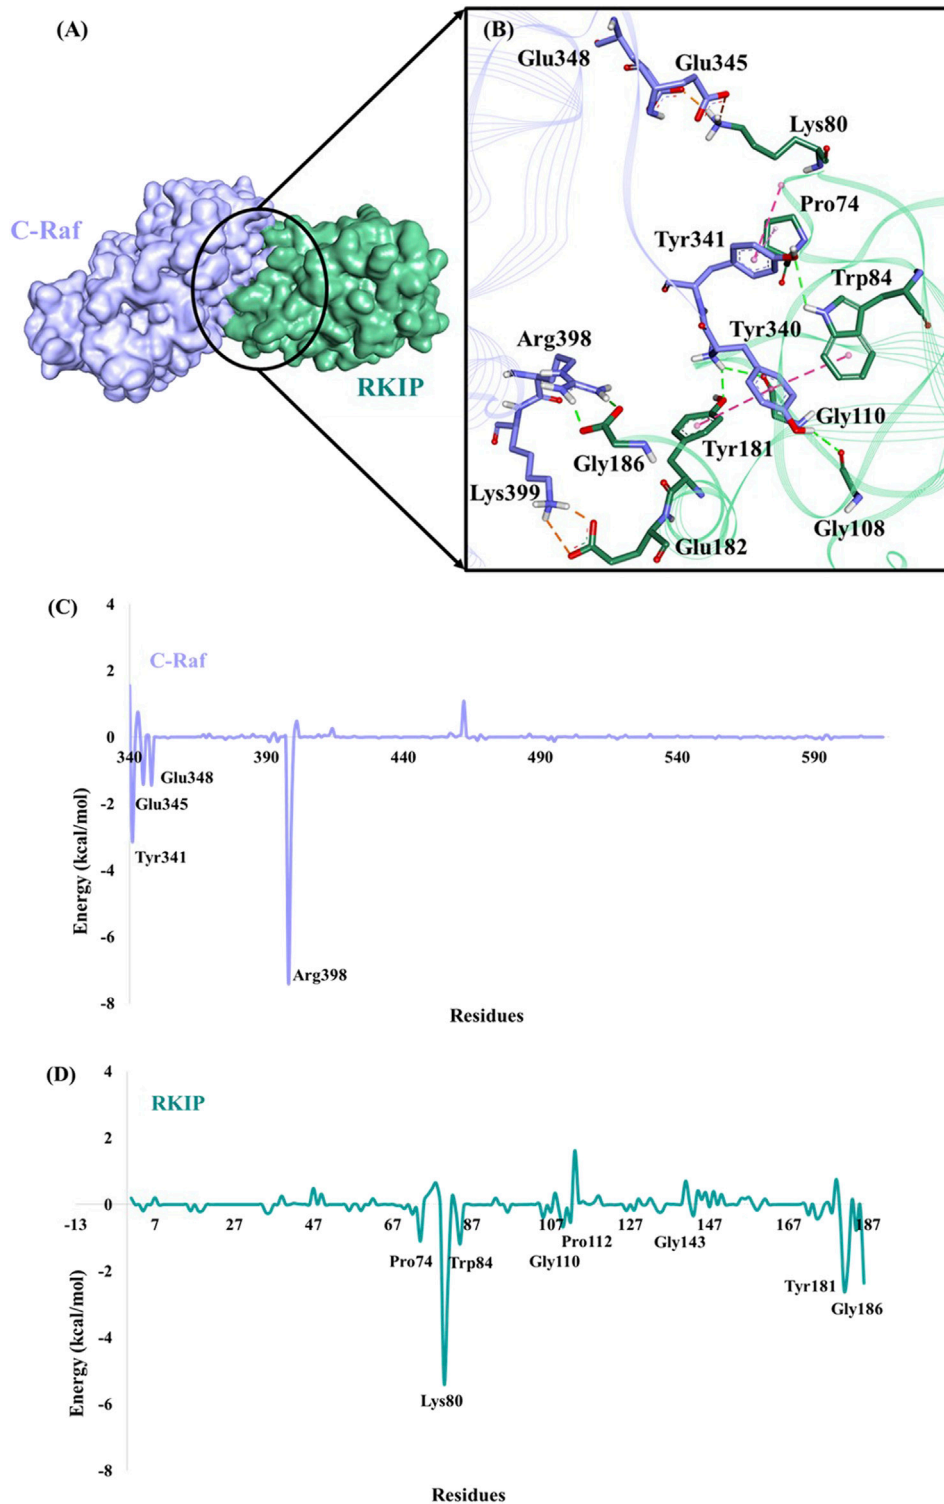 (A)
C-Raf
RKIP
(B)
Glu348
Glu345
Lys80
Pro74
Tyr341
Trp84
Arg398
Tyr340
Gly110
Gly186
Tyr181
Lys399
Gly108
Glu182
(C)
C-Raf
4
2
0
-2
-4
-6
-8
340 390 440 490 540 590
Glu348
Glu345
Tyr341
Arg398
Energy (kcal/mol)
Residues
(D)
RKIP
4
2
0
-2
-4
-6
-8
-13 7 27 47 67 87 107 127 147 167 187
Pro74
Trp84
Gly110
Pro112
Gly143
Tyr181
Gly186
Lys80
Energy (kcal/mol)
Residues